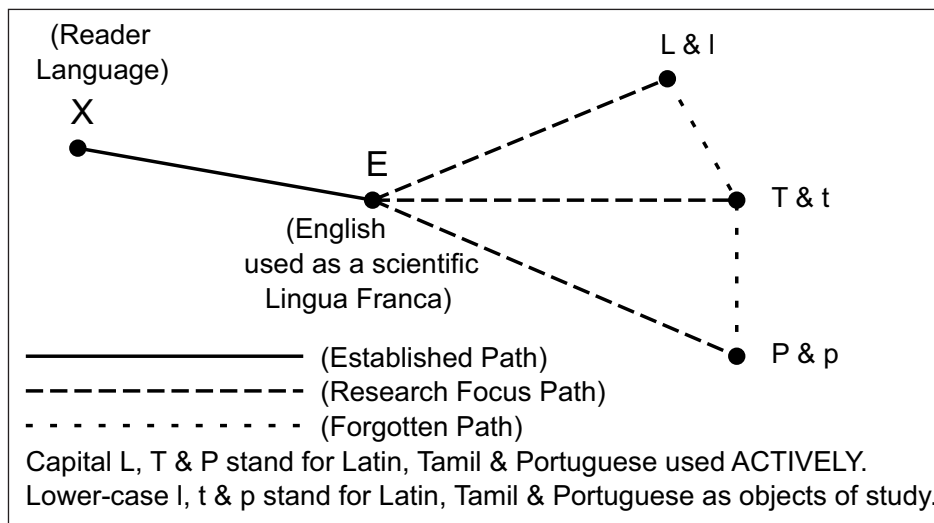 (Reader
Language)
X
E
(English
used as a scientific
Lingua Franca)
L & l
T & t
P & p
(Established Path)
(Research Focus Path)
(Forgotten Path)
Capital L, T & P stand for Latin, Tamil & Portuguese used ACTIVELY.
Lower-case l, t & p stand for Latin, Tamil & Portuguese as objects of study.